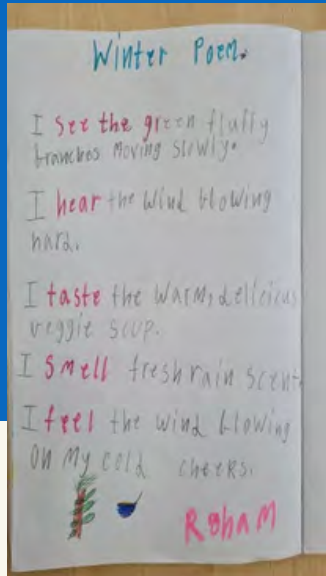 Winter Poem.
I see the green fluffy
branches moving slowly.
I hear the wind blowing
hard.
I taste the warm, delleicius
veggie soup.
I smell fresh rain scent
I feel the wind blowing
on my cold cheeks.
RohaM